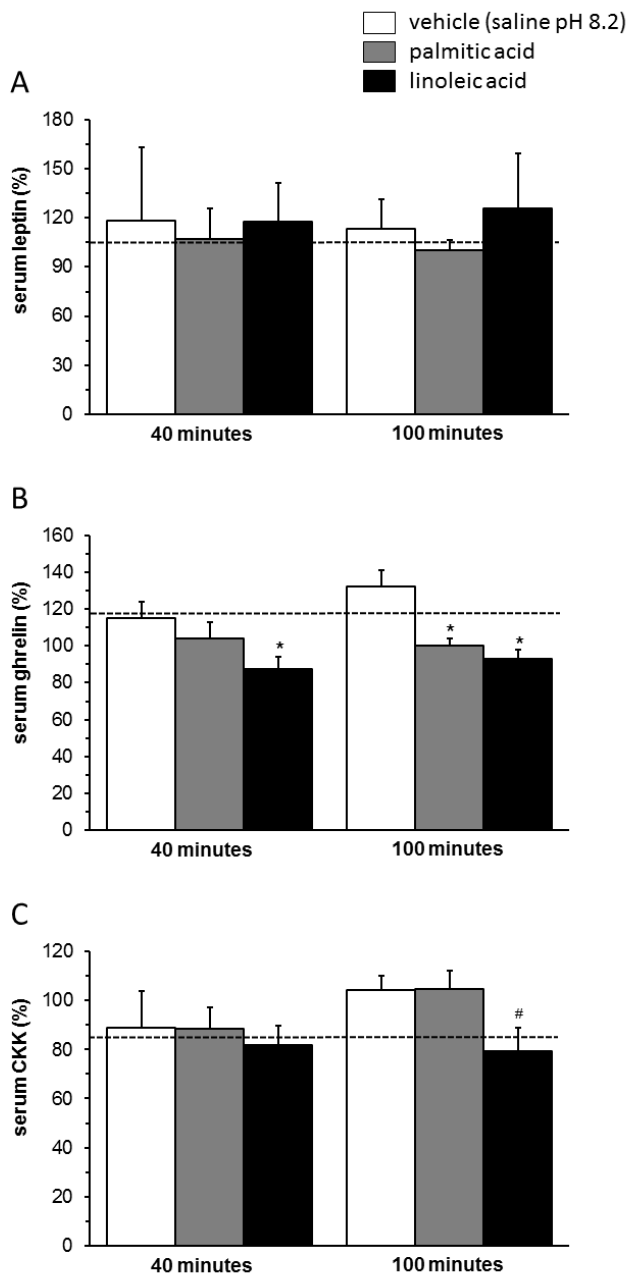 vehicle (saline pH 8.2)
palmitic acid
linoleic acid
A
serum leptin (%)
180
150
120
90
60
30
0
40 minutes
100 minutes
B
serum ghrelin (%)
160
140
120
100
80
60
40
20
0
*
*
*
40 minutes
100 minutes
C
serum CKK (%)
120
100
80
60
40
20
0
#
40 minutes
100 minutes